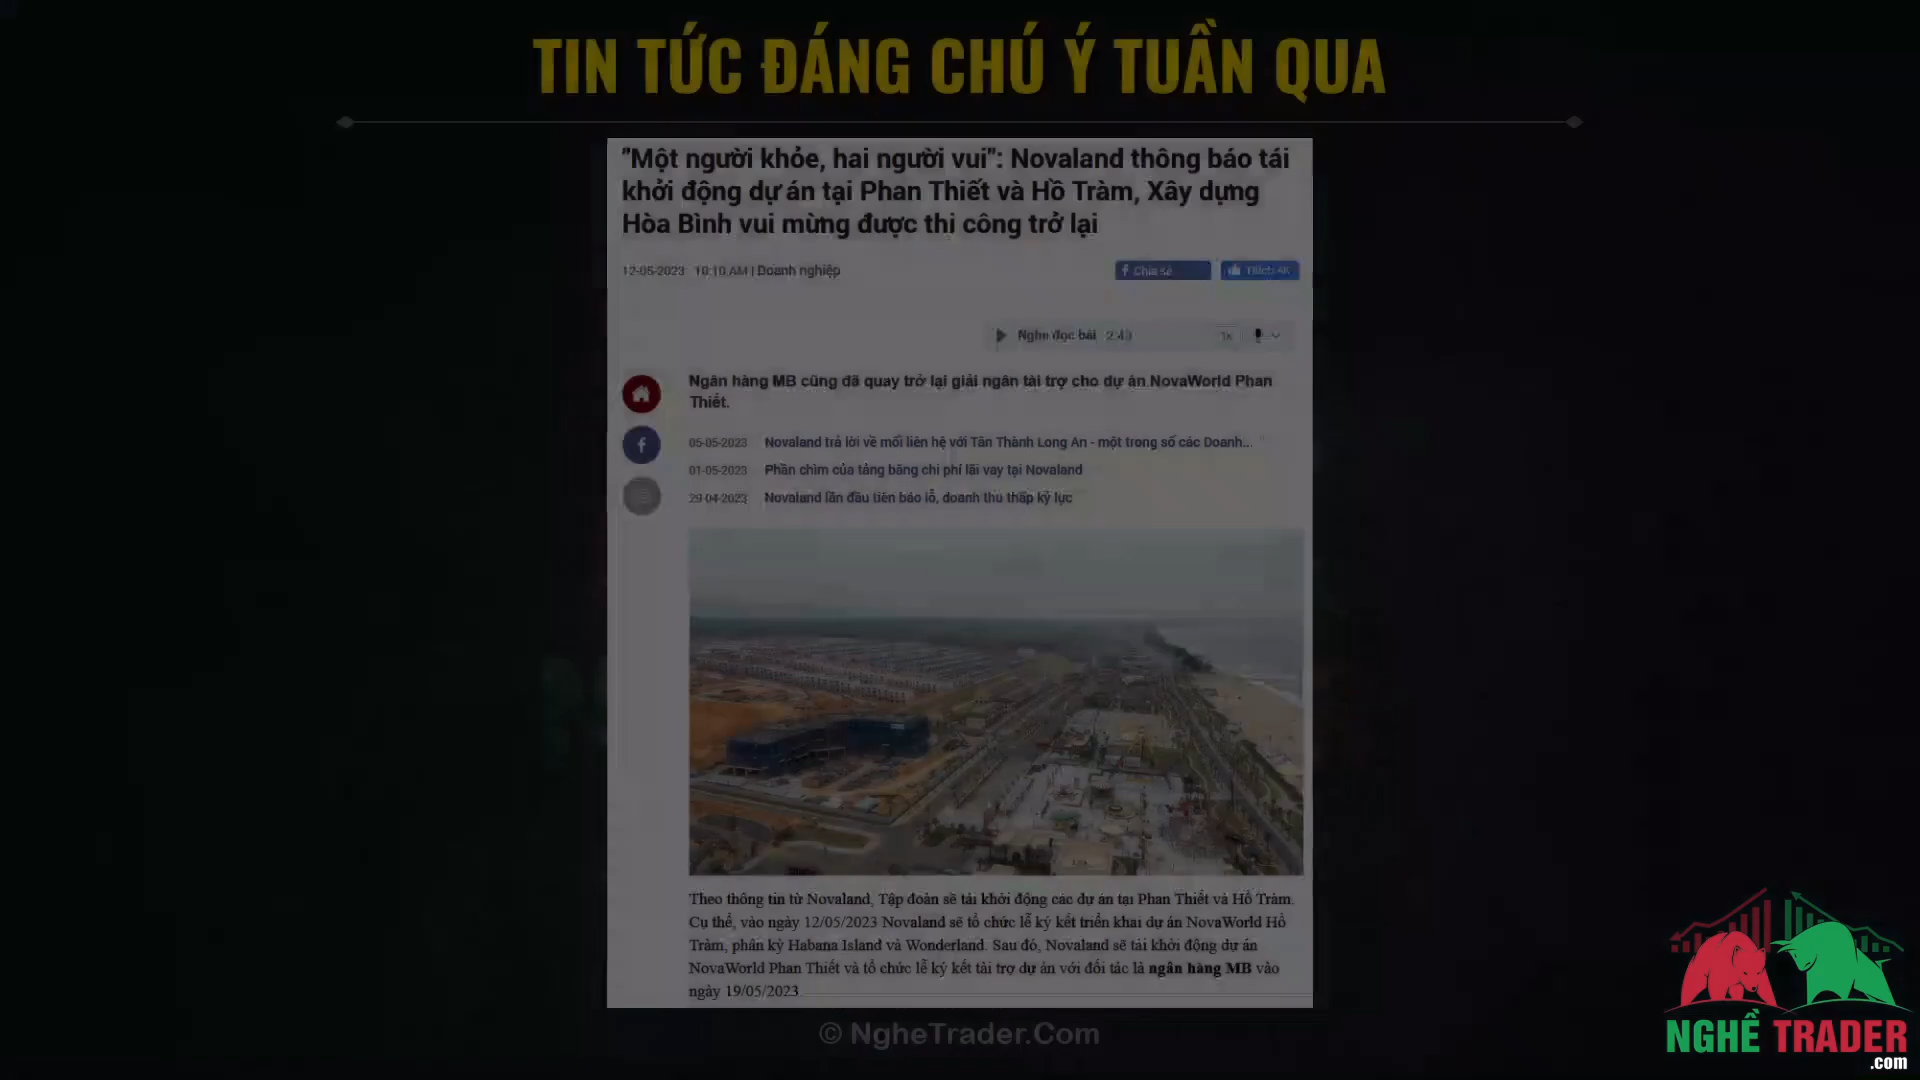 TIN TỨC ĐÁNG CHÚ Ý TUẦN QUA
"Một người khỏe, hai người vui": Novaland thông báo tái
khởi động dự án tại Phan Thiết và Hồ Tràm, Xây dựng
Hòa Bình vui mừng được thi công trở lại
12-05-2023 10:10 AM | Doanh nghiệp
Chia sẻ
Thích 4K
Nghe đọc bài 2:43
1x
Ngân hàng MB cũng đã quay trở lại giải ngân tài trợ cho dự án NovaWorld Phan
Thiết.
05-05-2023 Novaland trả lời về mối liên hệ với Tân Thành Long An - một trong số các Doanh...
01-05-2023 Phần chìm của tảng băng chi phí lãi vay tại Novaland
29-04-2023 Novaland lần đầu tiên báo lỗ, doanh thu thấp kỷ lục
Theo thông tin từ Novaland, Tập đoàn sẽ tái khởi động các dự án tại Phan Thiết và Hồ Tràm.
Cụ thể, vào ngày 12/05/2023 Novaland sẽ tổ chức lễ ký kết triển khai dự án NovaWorld Hồ
Tràm, phân kỳ Habana Island và Wonderland. Sau đó, Novaland sẽ tái khởi động dự án
NovaWorld Phan Thiết và tổ chức lễ ký kết tài trợ dự án với đối tác là ngân hàng MB vào
ngày 19/05/2023.
© NgheTrader.Com
NGHỀ TRADER
.com